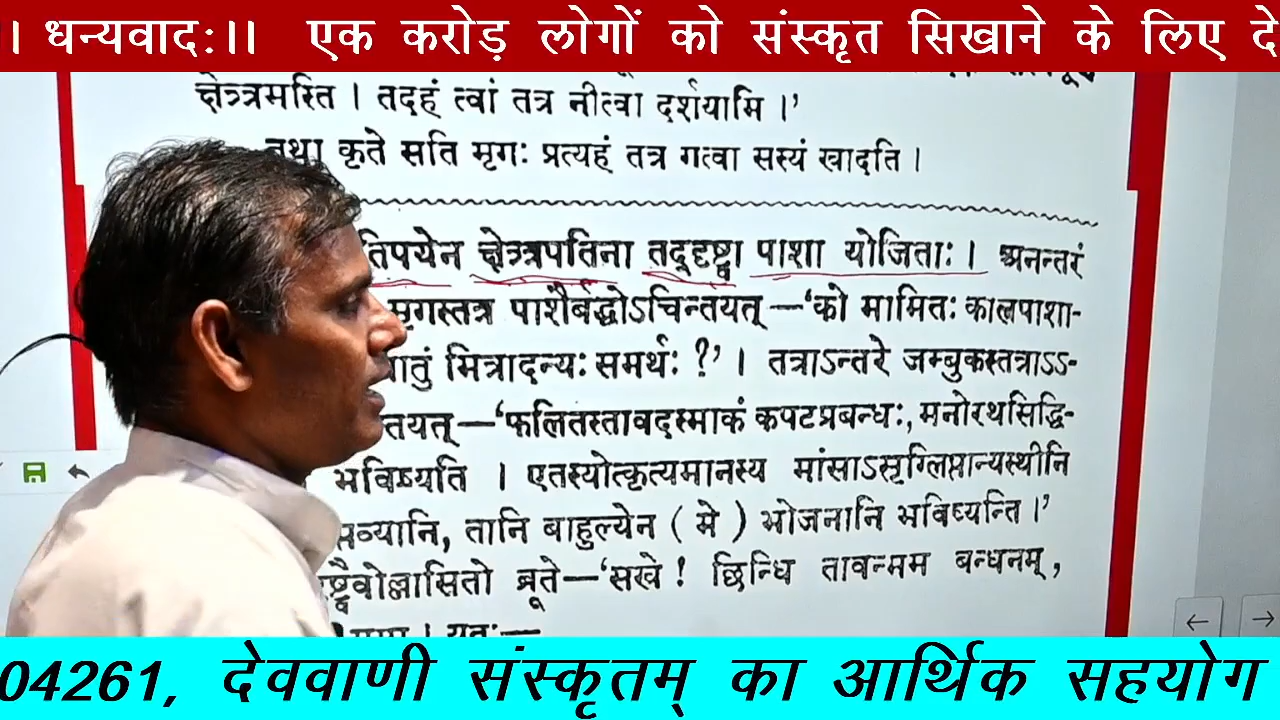 । धन्यवादः।। एक करोड़ लोगों को संस्कृत सिखाने के लिए दे
क्षेत्रमस्ति । तदहं त्वां तत्र नीत्वा दर्शयामि ।’
तथा कृते सति मृगः प्रत्यहं तत्र गत्वा सस्यं खादति ।
तिपयेन क्षेत्रपतिना तद्दृष्ट्वा पाशा योजिताः । अनन्तरं
मृगस्तत्र पाशैर्बद्धोऽचिन्तयत्—‘को मामितः कालपाशा-
ातुं मित्रादन्यः समर्थः ?’ । तत्राऽन्तरे जम्बुकस्तत्राऽऽ-
तयत्—‘फलितस्तावदस्माकं कपटप्रबन्धः, मनोरथसिद्धि-
भविष्यति । एतस्योत्कृत्यमानस्य मांसाऽसृग्लिप्तान्यस्थीनि
तानि बाहुल्येन ( मे ) भोजनानि भविष्यन्ति ।’
ष्ट्वैवोल्लासितो ब्रूते—‘सखे ! छिन्धि तावन्मम बन्धनम्,
। यतः—
04261, देववाणी संस्कृतम् का आर्थिक सहयोग